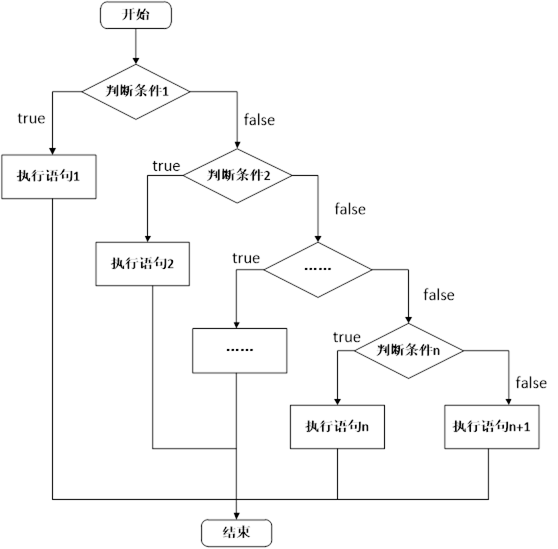 开始
判断条件1
true
false
执行语句1
判断条件2
true
false
执行语句2
……
true
false
……
判断条件n
true
false
执行语句n
执行语句n+1
结束